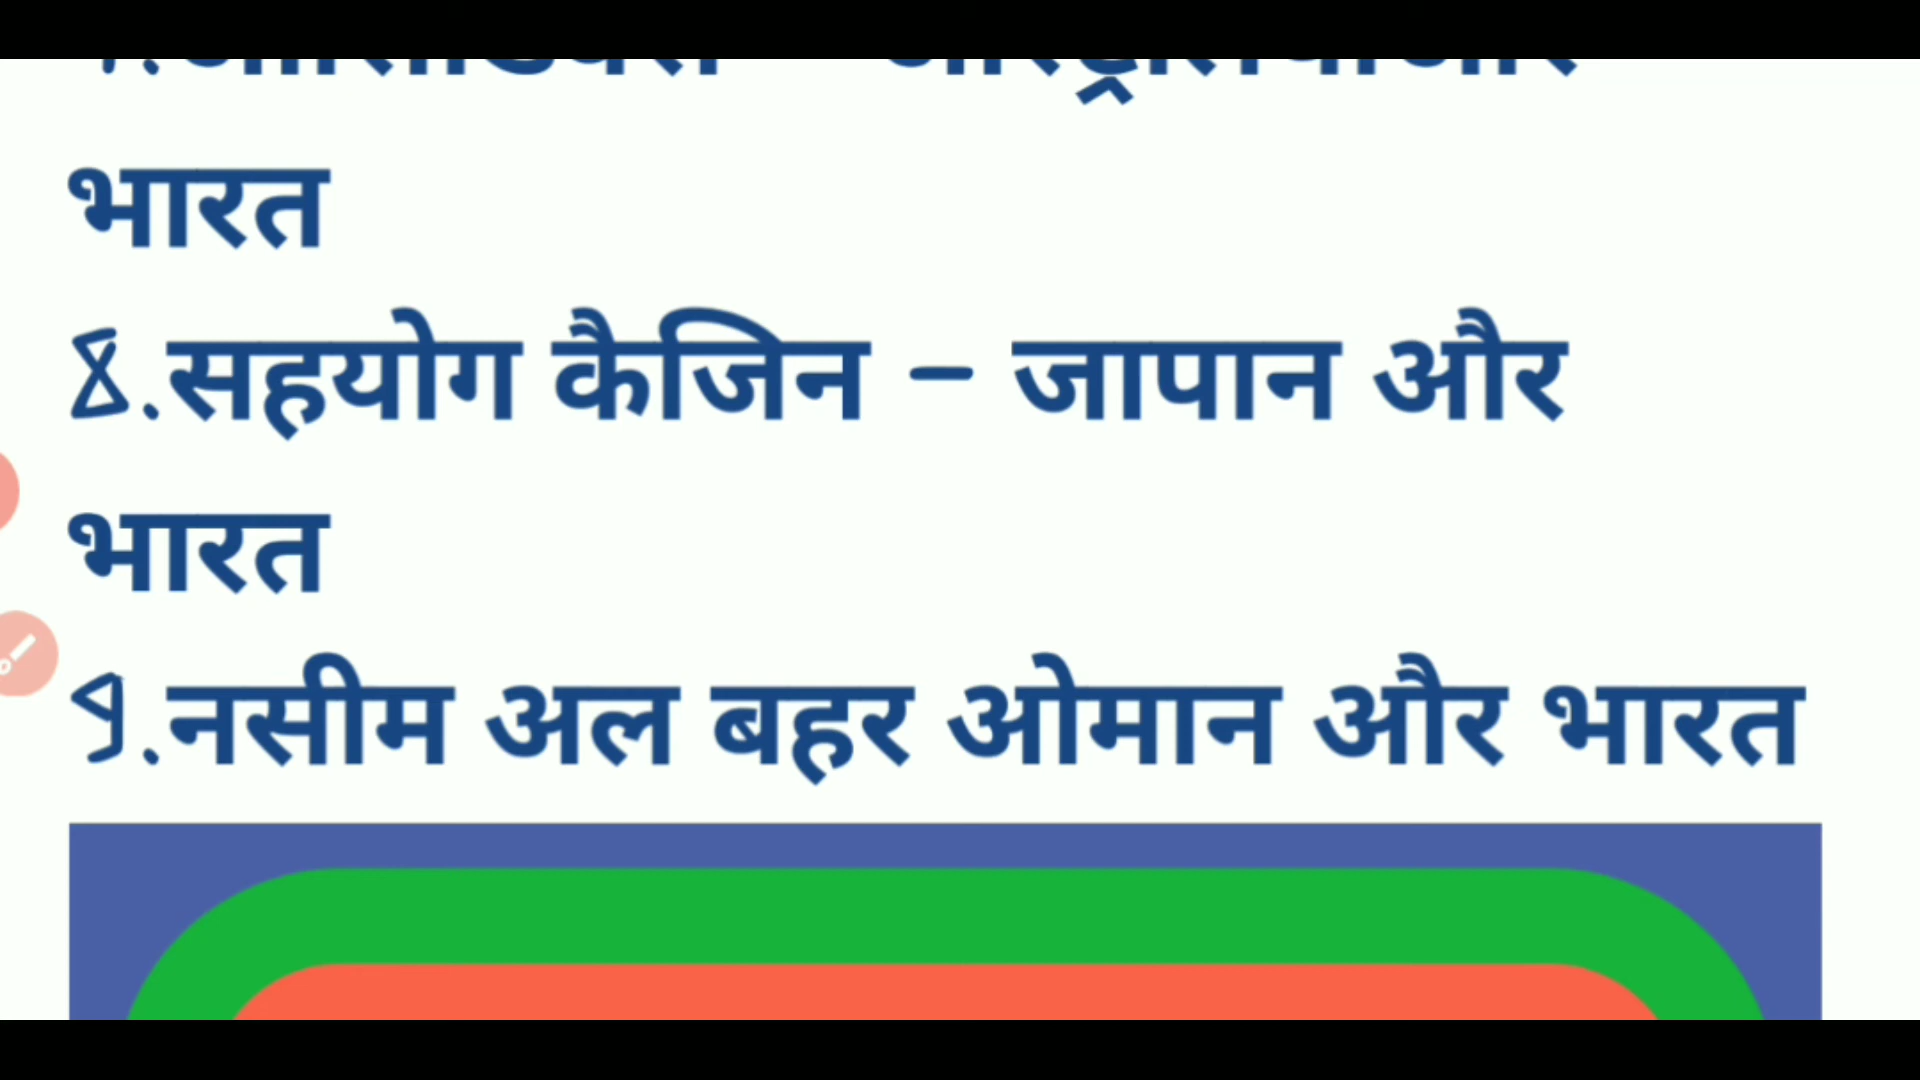 भारत
8.सहयोग कैजिन – जापान और
भारत
9.नसीम अल बहर ओमान और भारत